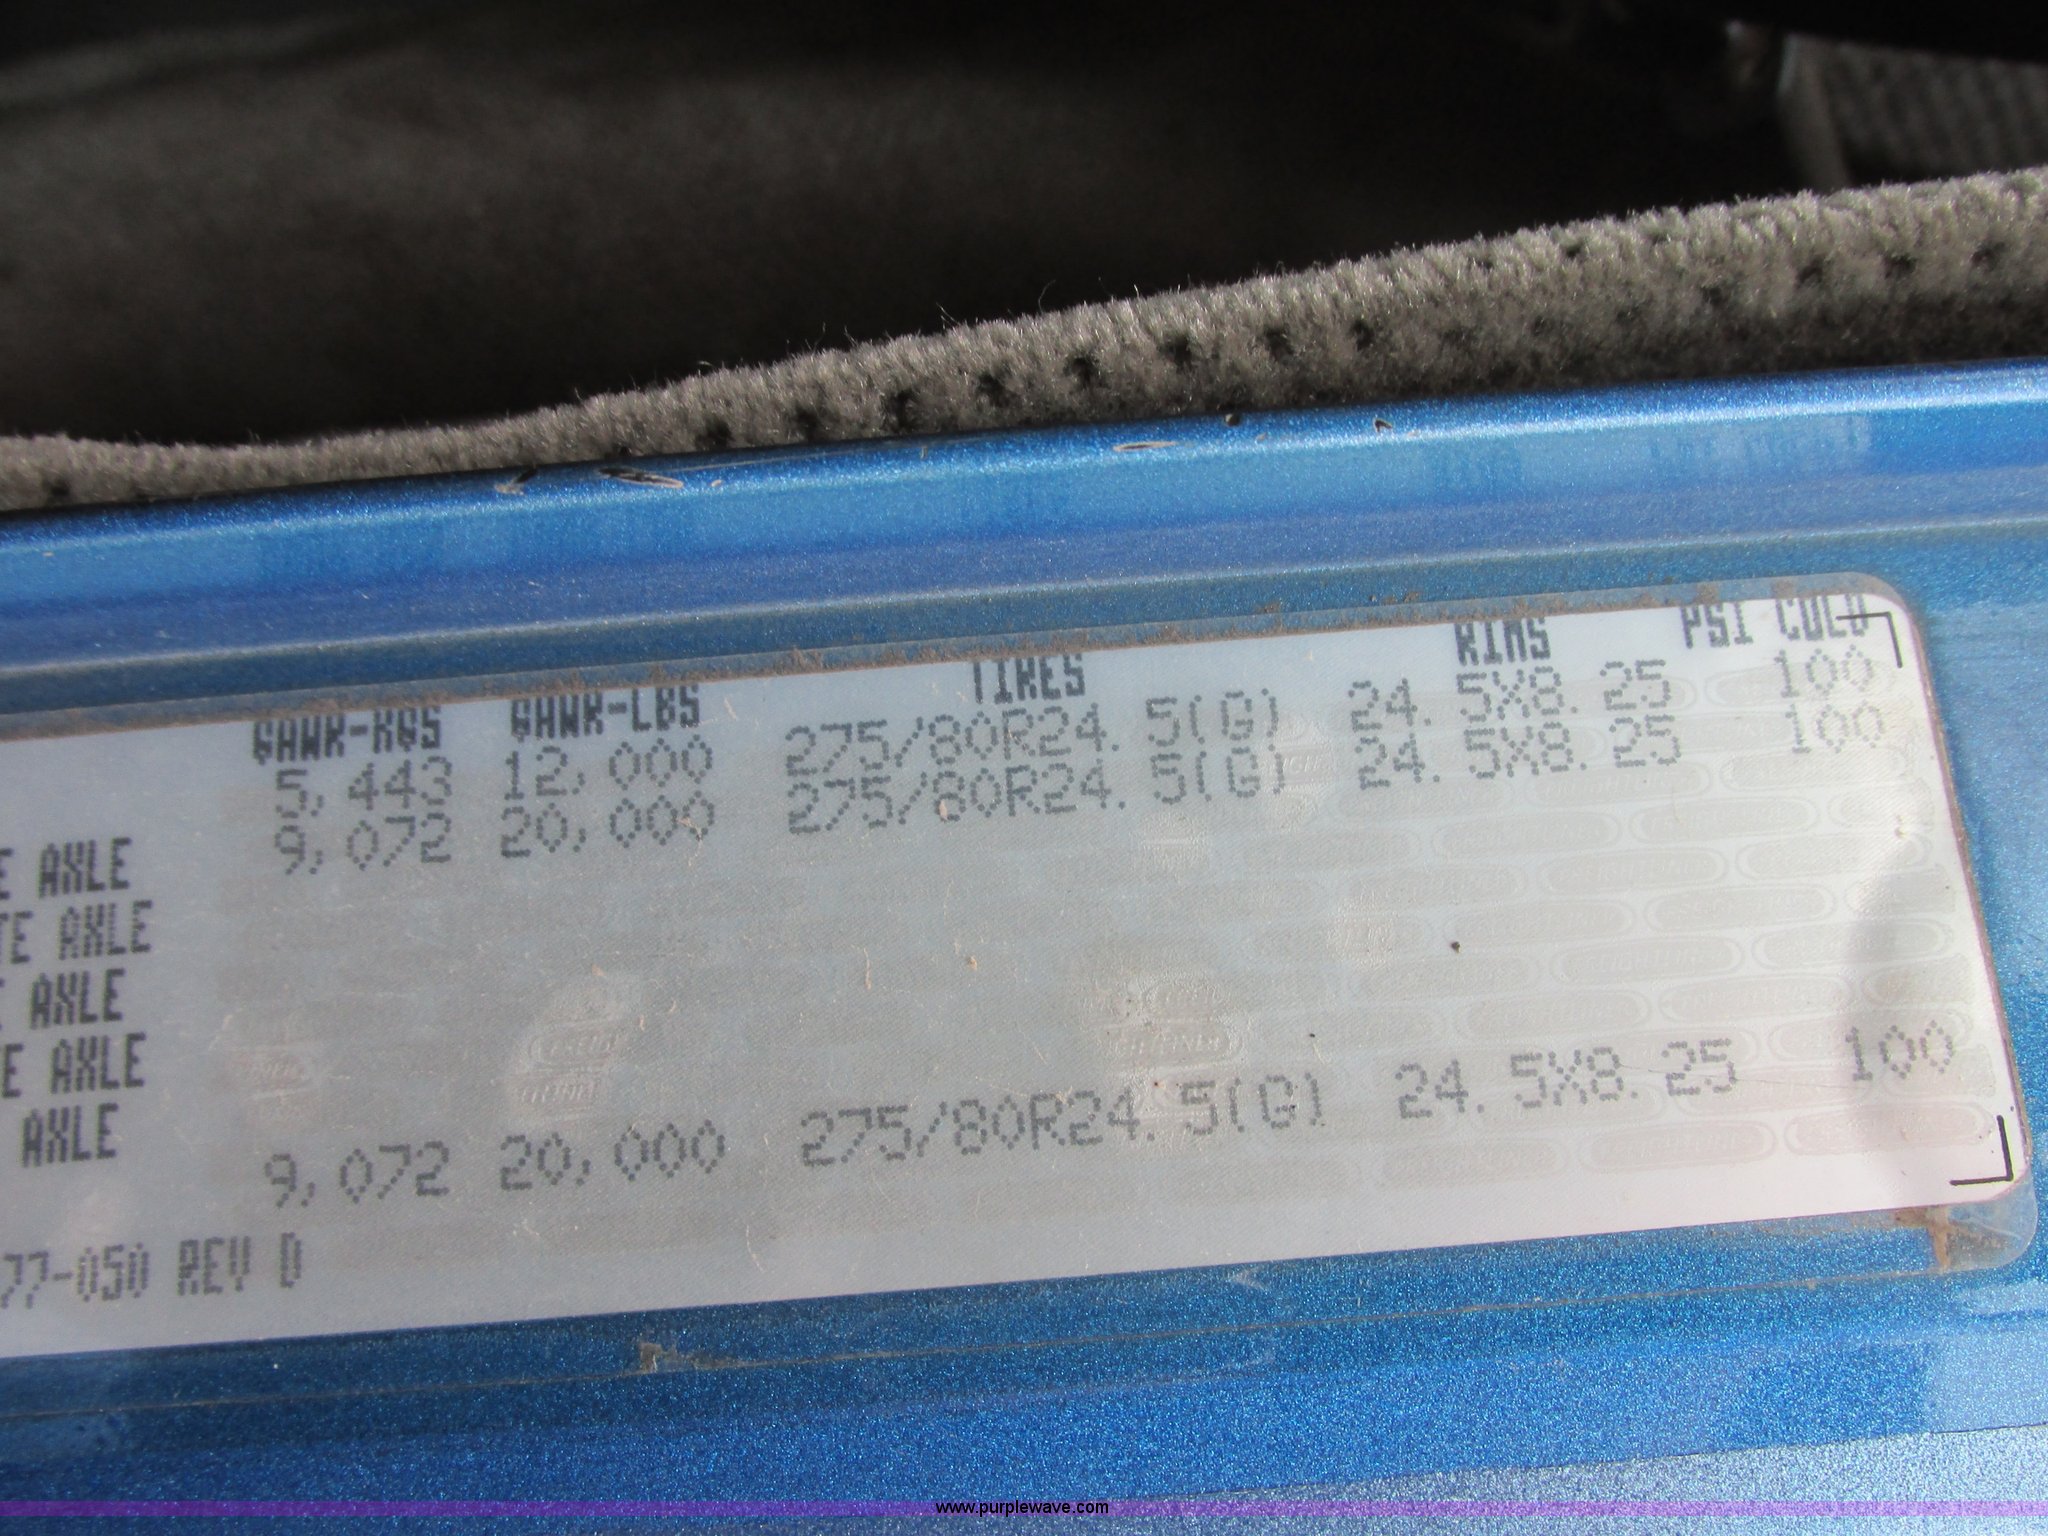 GAWR-KGS GAWR-LBS TIRES RIMS PSI COLD
5,443 12,000 275/80R24.5(G) 24.5X8.25 100
9,072 20,000 275/80R24.5(G) 24.5X8.25 100
E AXLE
TE AXLE
E AXLE
E AXLE
AXLE 9,072 20,000 275/80R24.5(G) 24.5X8.25 100
77-050 REV D
www.purplewave.com